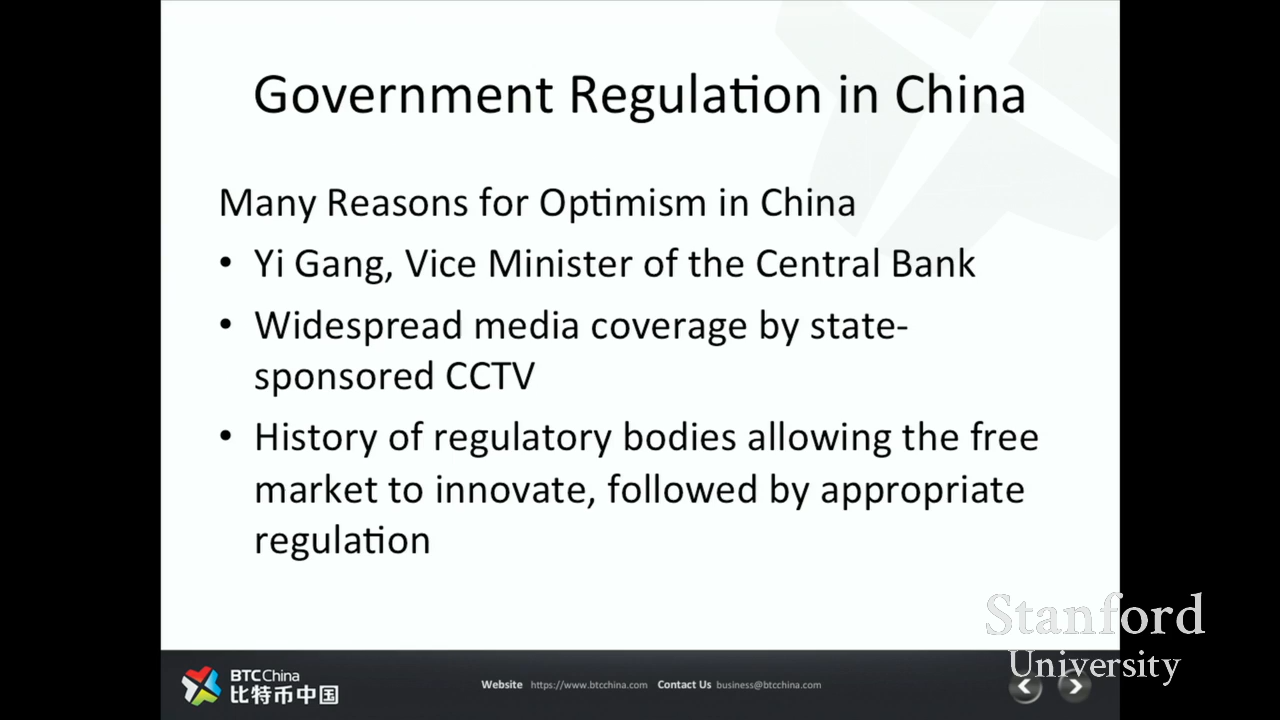 Government Regulation in China
Many Reasons for Optimism in China
• Yi Gang, Vice Minister of the Central Bank
• Widespread media coverage by state-
sponsored CCTV
• History of regulatory bodies allowing the free
market to innovate, followed by appropriate
regulation
Stanford
University
BTCChina
比特币中国
Website https://www.btcchina.com Contact Us business@btcchina.com